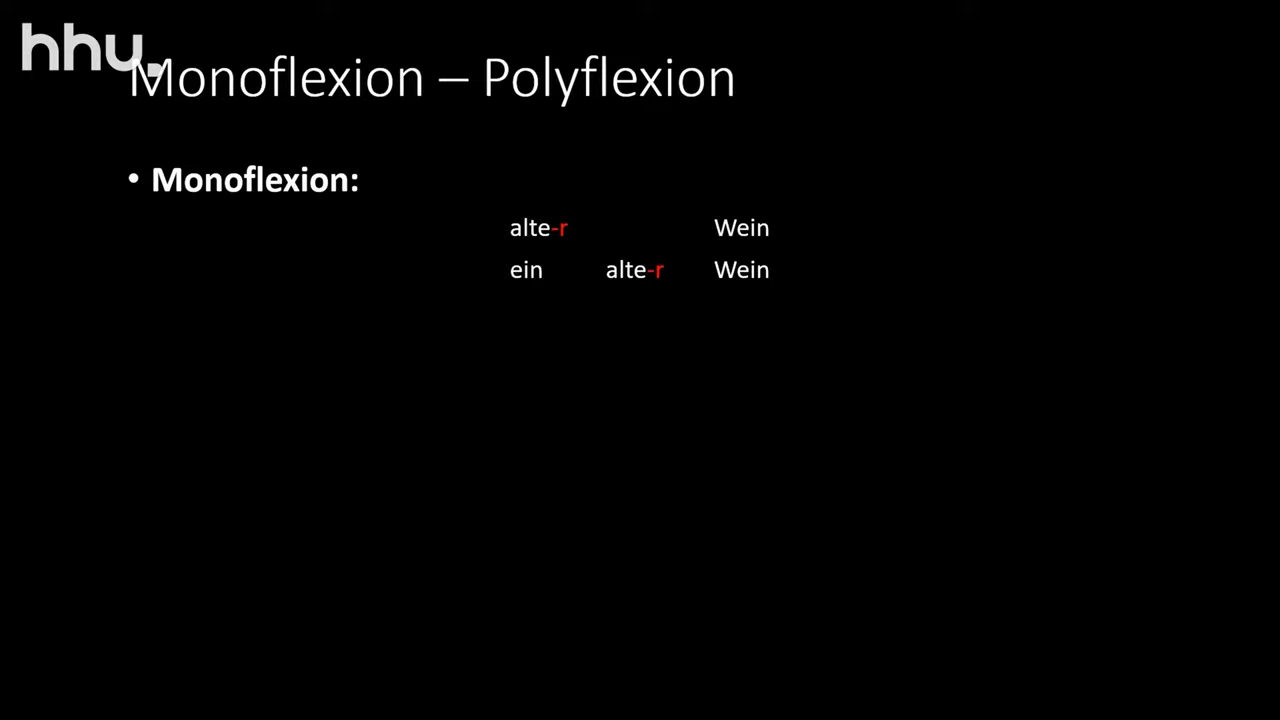 hhu.
Monoflexion – Polyflexion
• Monoflexion:
alte-r Wein
ein alte-r Wein